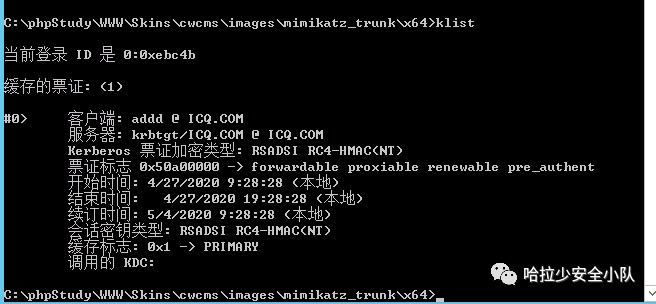 C:\phpStudy\WWW\Skins\cwcms\images\mimikatz_trunk\x64>klist
当前登录 ID 是 0:0xebc4b
缓存的票证: (1)
#0> 客户端: addd @ ICQ.COM
服务器: krbtgt/ICQ.COM @ ICQ.COM
Kerberos 票证加密类型: RSADSI RC4-HMAC(NT)
票证标志 0x50a00000 -> forwardable proxiable renewable pre_authent
开始时间: 4/27/2020 9:28:28 (本地)
结束时间: 4/27/2020 19:28:28 (本地)
续订时间: 5/4/2020 9:28:28 (本地)
会话密钥类型: RSADSI RC4-HMAC(NT)
缓存标志: 0x1 -> PRIMARY
调用的 KDC:
哈拉少安全小队
C:\phpStudy\WWW\Skins\cwcms\images\mimikatz_trunk\x64>